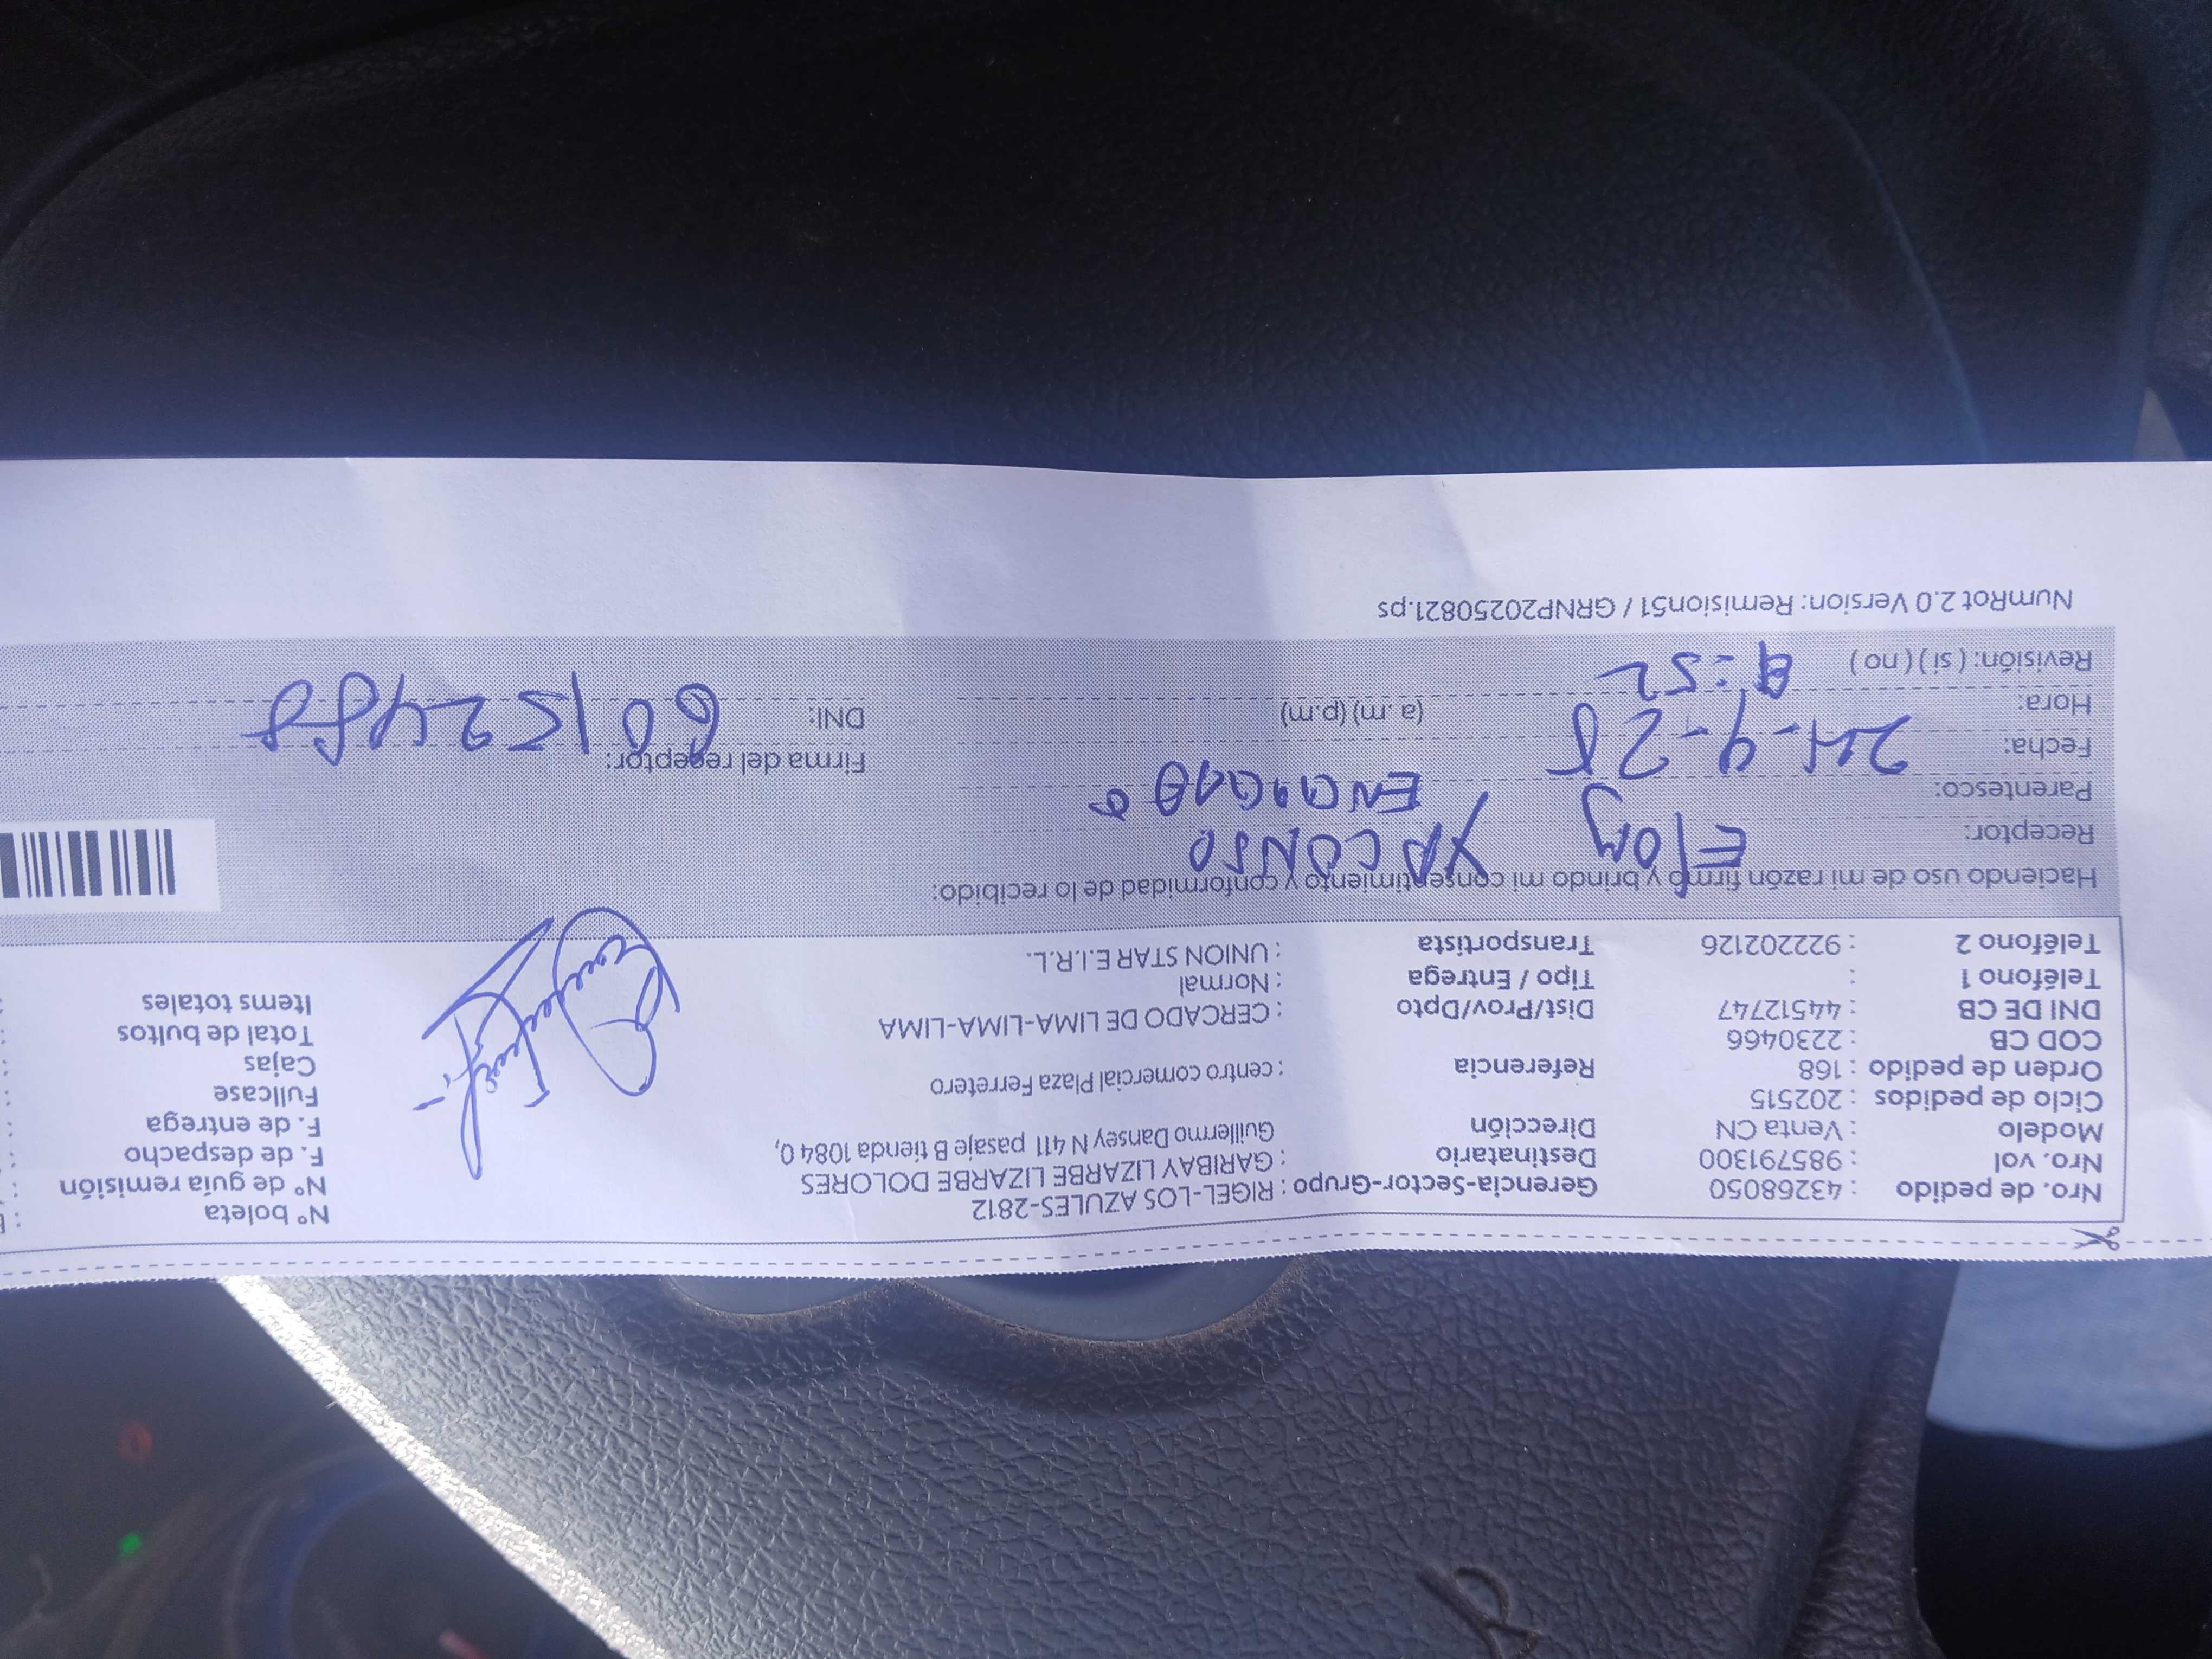 Nro. de pedido : 43268050 Gerencia-Sector-Grupo : RIGEL-LOS AZULES-2812 N° boleta :
Nro. vol : 985791300 Destinatario : GARIBAY LIZARBE LIZARBE DOLORES N° de guía remisión :
Modelo : Venta CN Dirección Guillermo Dansey N 411 pasaje B tienda 1084 0, F. de despacho :
Ciclo de pedidos : 202515 F. de entrega :
Orden de pedido : 168 Referencia : centro comercial Plaza Ferretero Fullcase :
COD CB : 2230466 Cajas :
DNI DE CB : 44512747 Dist/Prov/Dpto : CERCADO DE LIMA-LIMA-LIMA Total de bultos :
Teléfono 1 : Tipo / Entrega : Normal Items totales :
Teléfono 2 : 922202126 Transportista : UNION STAR E.I.R.L.
Haciendo uso de mi razón firmo y brindo mi consentimiento y conformidad de lo recibido:
Receptor:
Parentesco: ENCARGADO
Fecha: 24-9-25 Firma del receptor:
Hora: 9:52 (a.m) (p.m) DNI:
Revisión: ( si ) ( no )
NumRot 2.0 Version: Remision51 / GRNP20250821.ps